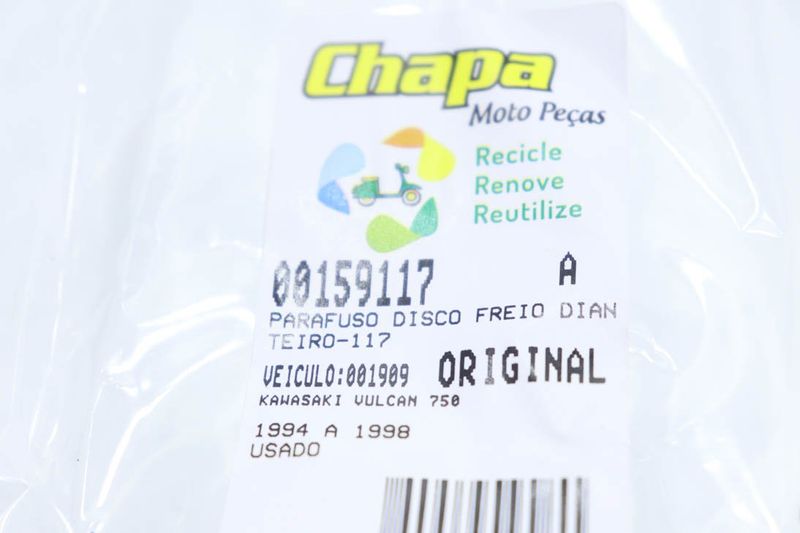 Chapa
Moto Peças
Recicle
Renove
Reutilize
00159117 A
PARAFUSO DISCO FREIO DIAN
TEIRO-117
VEICULO:001909 ORIGINAL
KAWASAKI VULCAN 750
1994 A 1998
USADO